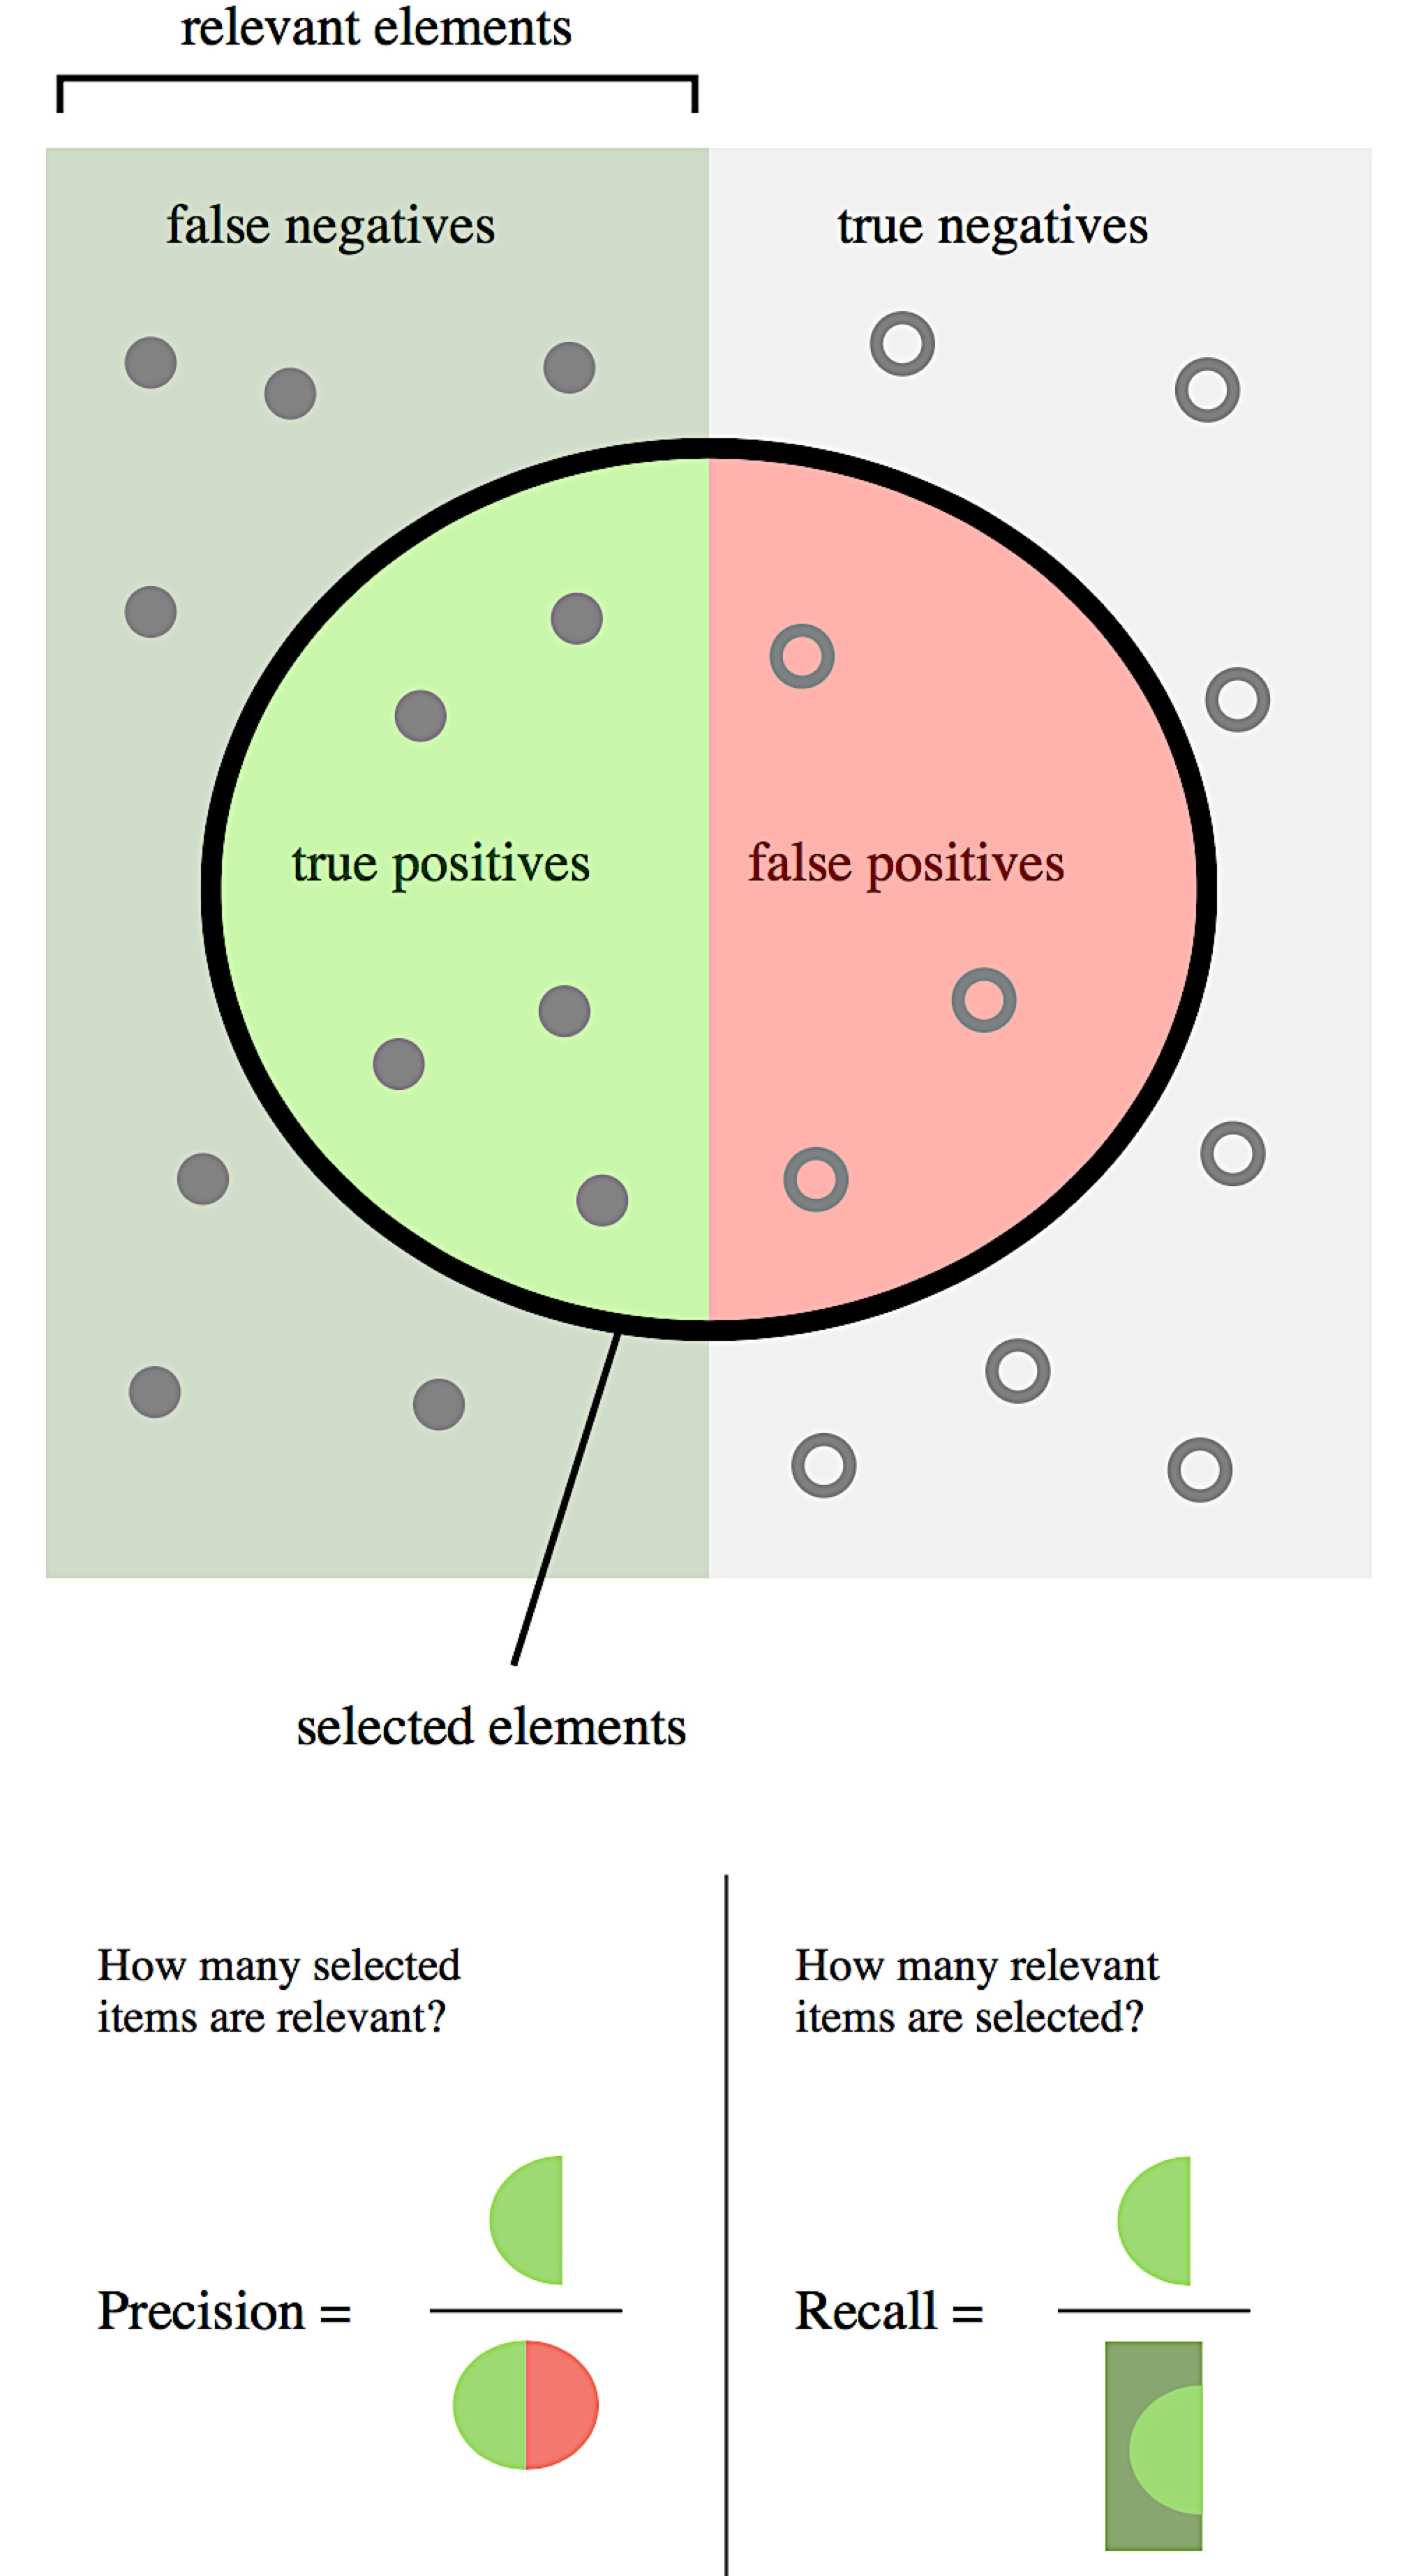 relevant elements
false negatives
true negatives
true positives
false positives
selected elements
How many selected
items are relevant?
How many relevant
items are selected?
Precision =
Recall =